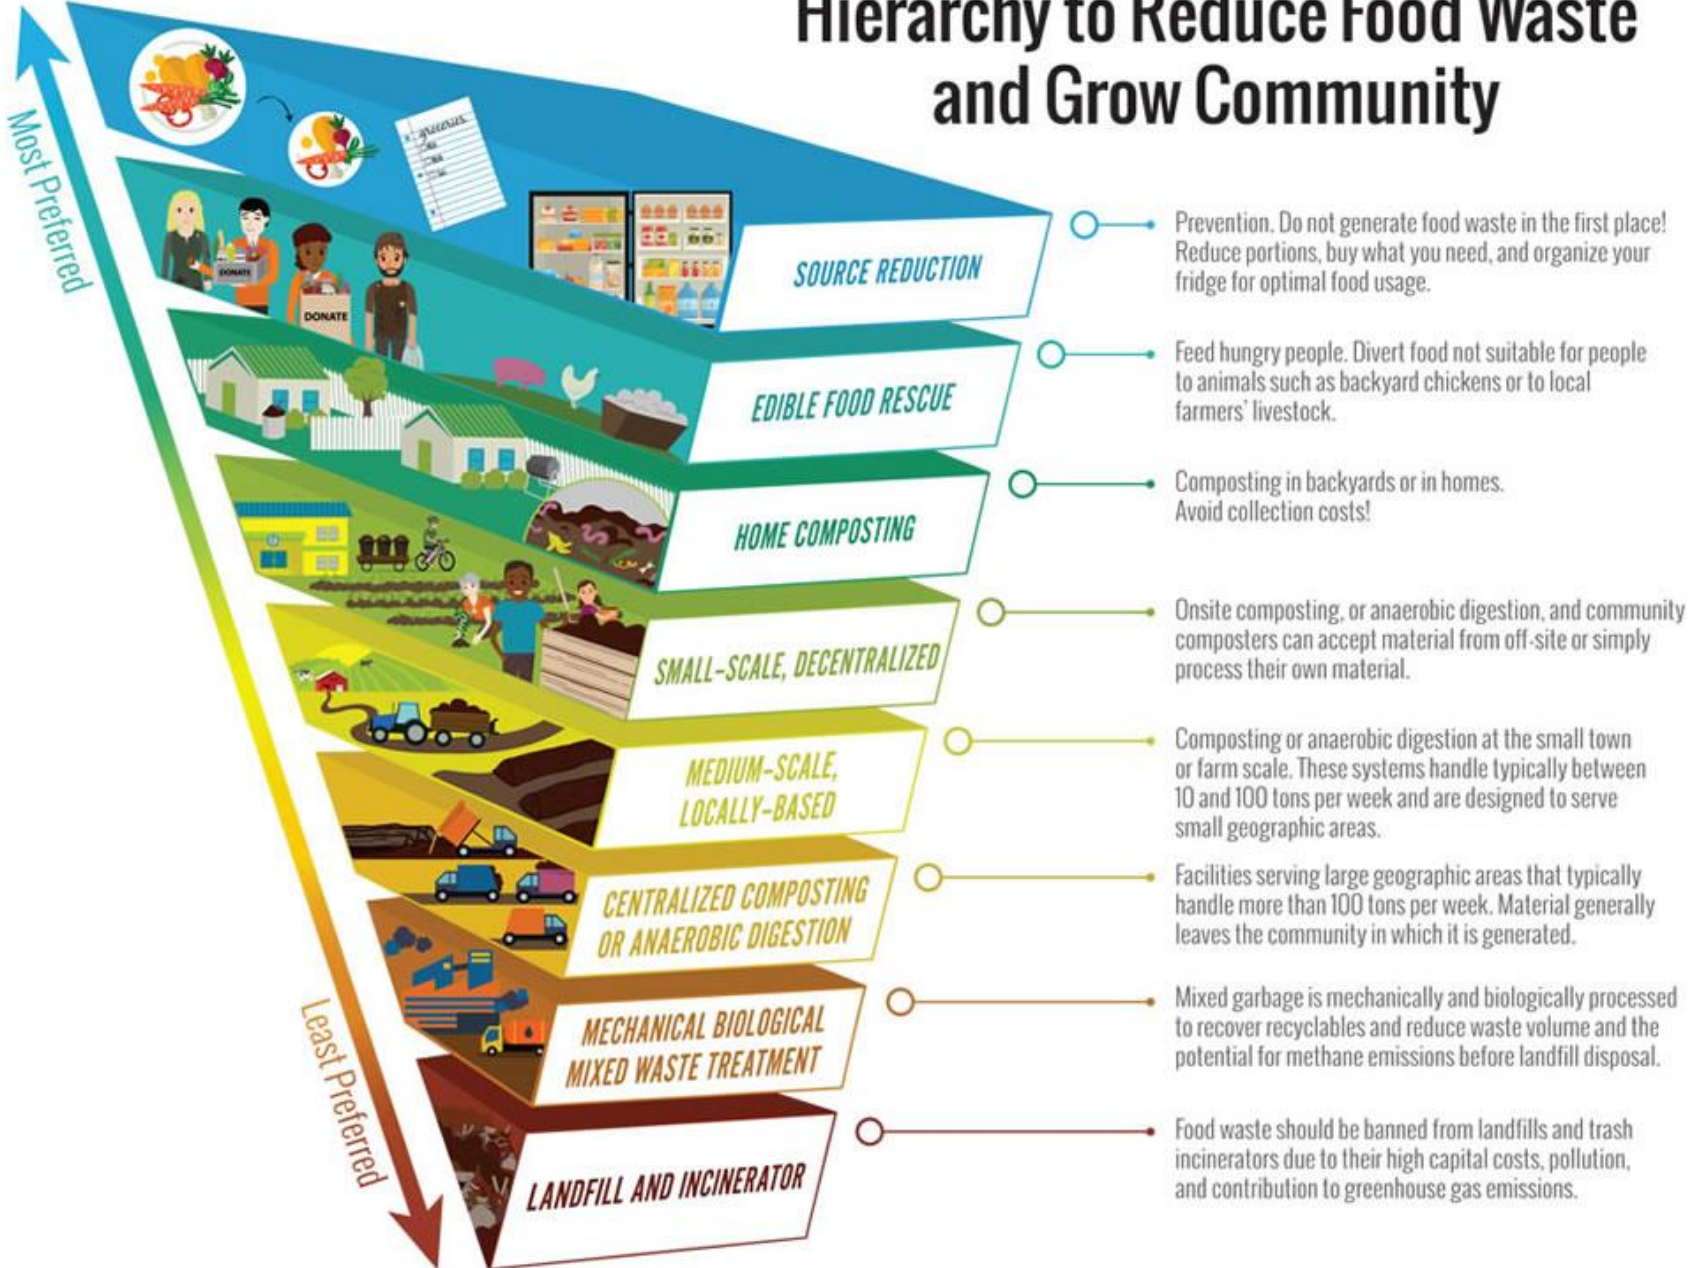 Hierarchy to Reduce Food Waste
and Grow Community
Most Preferred
groceries
DONATE
DONATE
SOURCE REDUCTION
Prevention. Do not generate food waste in the first place!
Reduce portions, buy what you need, and organize your
fridge for optimal food usage.
EDIBLE FOOD RESCUE
Feed hungry people. Divert food not suitable for people
to animals such as backyard chickens or to local
farmers' livestock.
HOME COMPOSTING
Composting in backyards or in homes.
Avoid collection costs!
SMALL-SCALE, DECENTRALIZED
Onsite composting, or anaerobic digestion, and community
composters can accept material from off-site or simply
process their own material.
MEDIUM-SCALE,
LOCALLY-BASED
Composting or anaerobic digestion at the small town
or farm scale. These systems handle typically between
10 and 100 tons per week and are designed to serve
small geographic areas.
CENTRALIZED COMPOSTING
OR ANAEROBIC DIGESTION
Facilities serving large geographic areas that typically
handle more than 100 tons per week. Material generally
leaves the community in which it is generated.
MECHANICAL BIOLOGICAL
MIXED WASTE TREATMENT
Mixed garbage is mechanically and biologically processed
to recover recyclables and reduce waste volume and the
potential for methane emissions before landfill disposal.
Least Preferred
LANDFILL AND INCINERATOR
Food waste should be banned from landfills and trash
incinerators due to their high capital costs, pollution,
and contribution to greenhouse gas emissions.